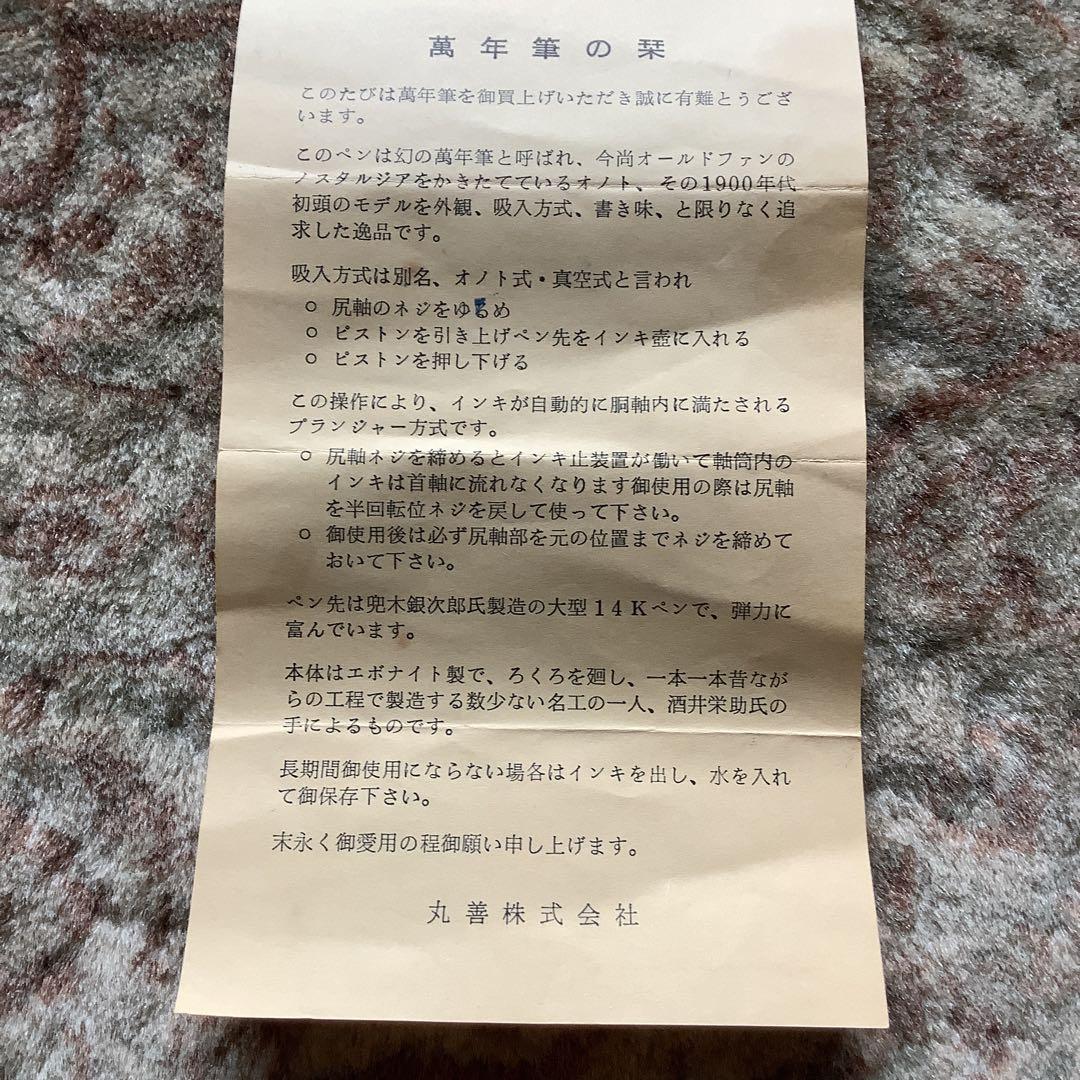 萬年筆の栞
このたびは萬年筆を御買上げいただき誠に有難とうござ
います。
このペンは幻の萬年筆と呼ばれ、今尚オールドファンの
ノスタルジアをかきたてているオノト、その1900年代
初頭のモデルを外観、吸入方式、書き味、と限りなく追
求した逸品です。
吸入方式は別名、オノト式・真空式と言われ
○ 尻軸のネジをゆるめ
○ ピストンを引き上げペン先をインキ壺に入れる
○ ピストンを押し下げる
この操作により、インキが自動的に胴軸内に満たされる
プランジャー方式です。
○ 尻軸ネジを締めるとインキ止装置が働いて軸筒内の
インキは首軸に流れなくなります御使用の際は尻軸
を半回転位ネジを戻して使って下さい。
○ 御使用後は必ず尻軸部を元の位置までネジを締めて
おいて下さい。
ペン先は兜木銀次郎氏製造の大型14Kペンで、弾力に
富んでいます。
本体はエボナイト製で、ろくろを廻し、一本一本昔なが
らの工程で製造する数少ない名工の一人、酒井栄助氏の
手によるものです。
長期間御使用にならない場各はインキを出し、水を入れ
て御保存下さい。
末永く御愛用の程御願い申し上げます。
丸善株式会社